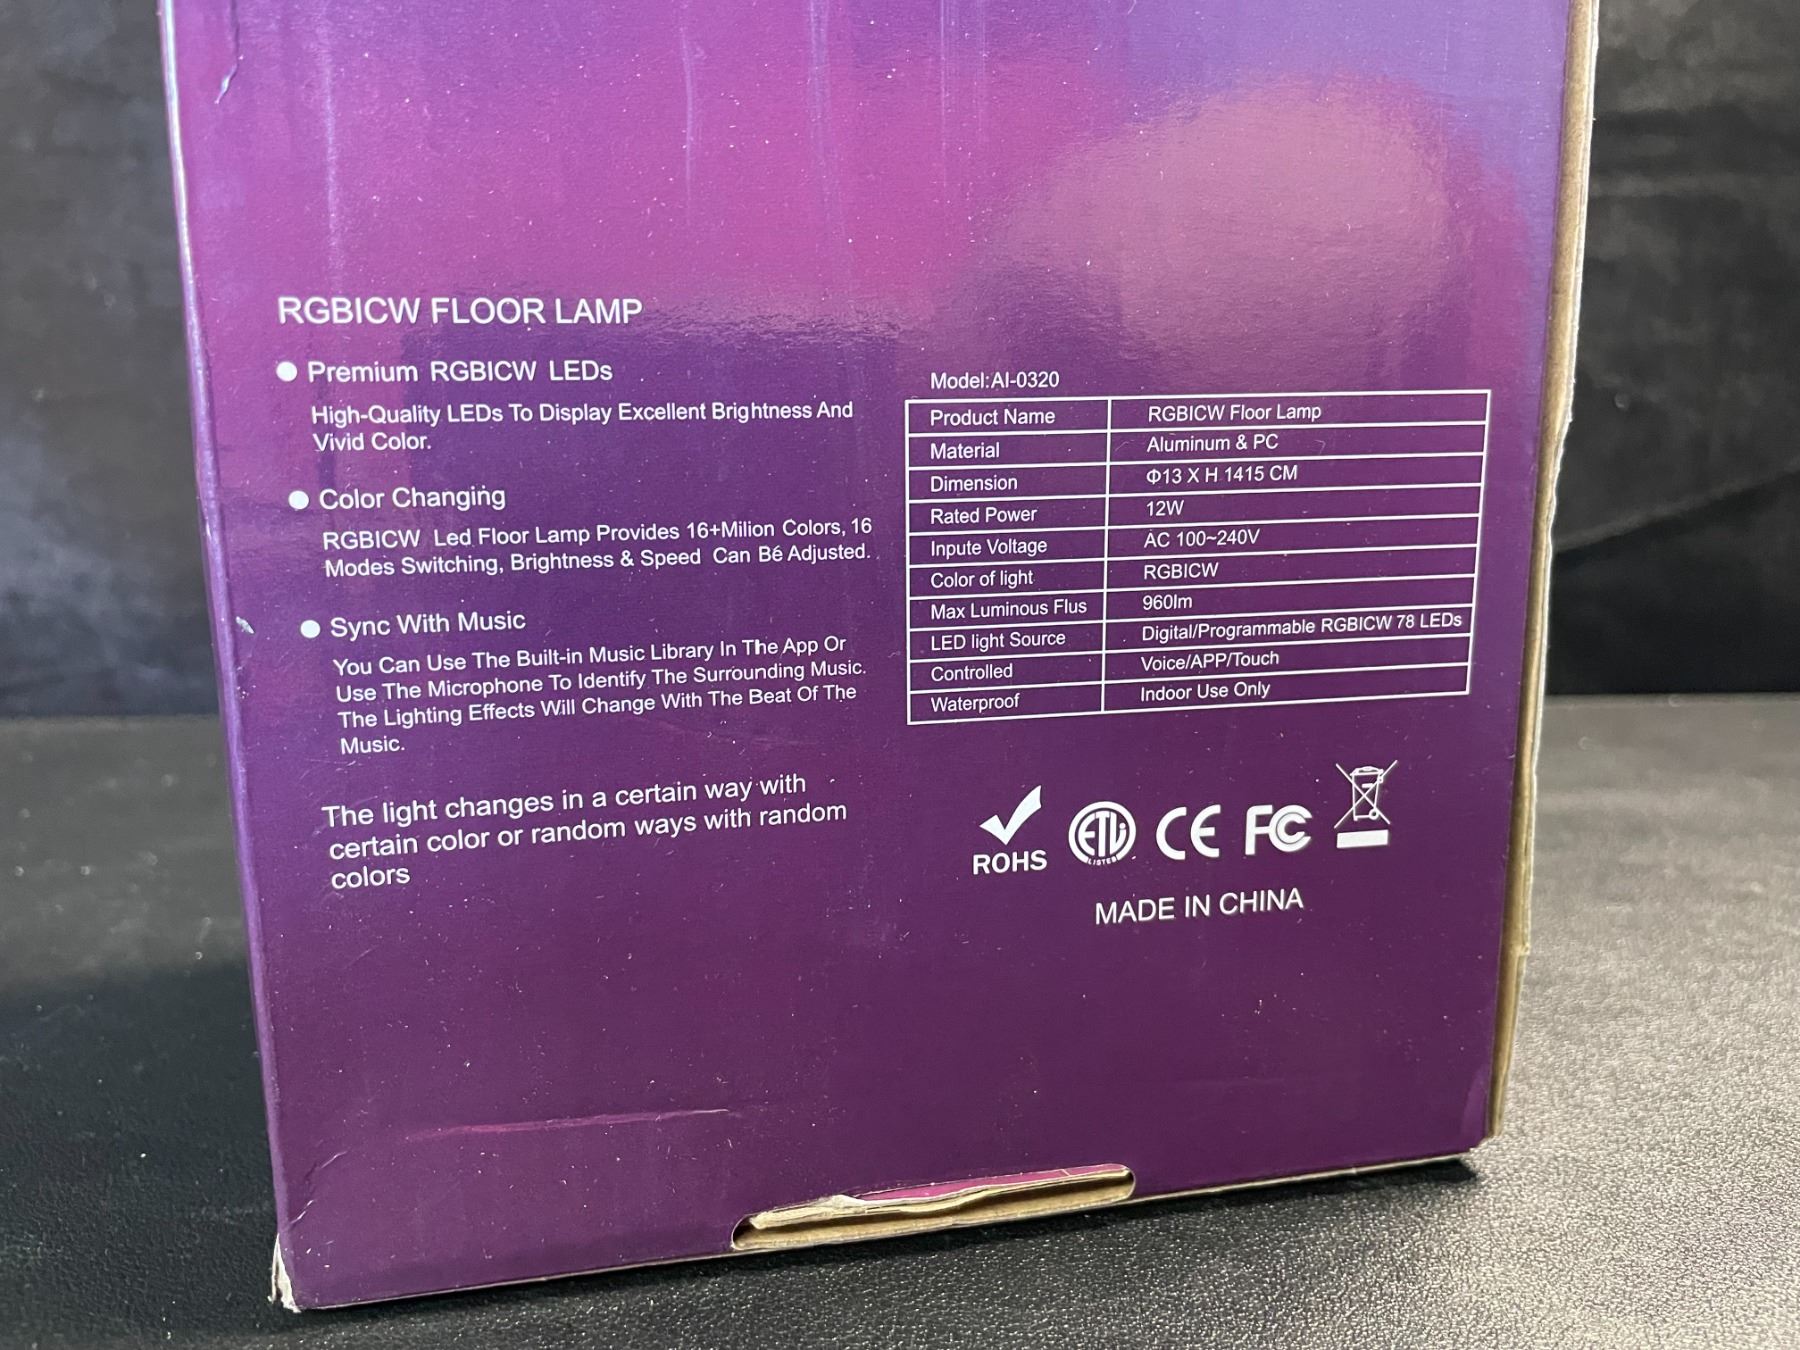 RGBICW FLOOR LAMP
Premium RGBICW LEDs
High-Quality LEDs To Display Excellent Brightness And
Vivid Color.
Color Changing
RGBICW Led Floor Lamp Provides 16+Milion Colors, 16
Modes Switching, Brightness & Speed Can Be Adjusted.
Sync With Music
You Can Use The Built-in Music Library In The App Or
Use The Microphone To Identify The Surrounding Music.
The Lighting Effects Will Change With The Beat Of The
Music.
The light changes in a certain way with
certain color or random ways with random
colors
Model:AI-0320
Product Name RGBICW Floor Lamp
Material Aluminum & PC
Dimension Φ13 X H 1415 CM
Rated Power 12W
Inpute Voltage AC 100~240V
Color of light RGBICW
Max Luminous Flus 960lm
LED light Source Digital/Programmable RGBICW 78 LEDs
Controlled Voice/APP/Touch
Waterproof Indoor Use Only
ROHS ETL LISTED CE FC
MADE IN CHINA